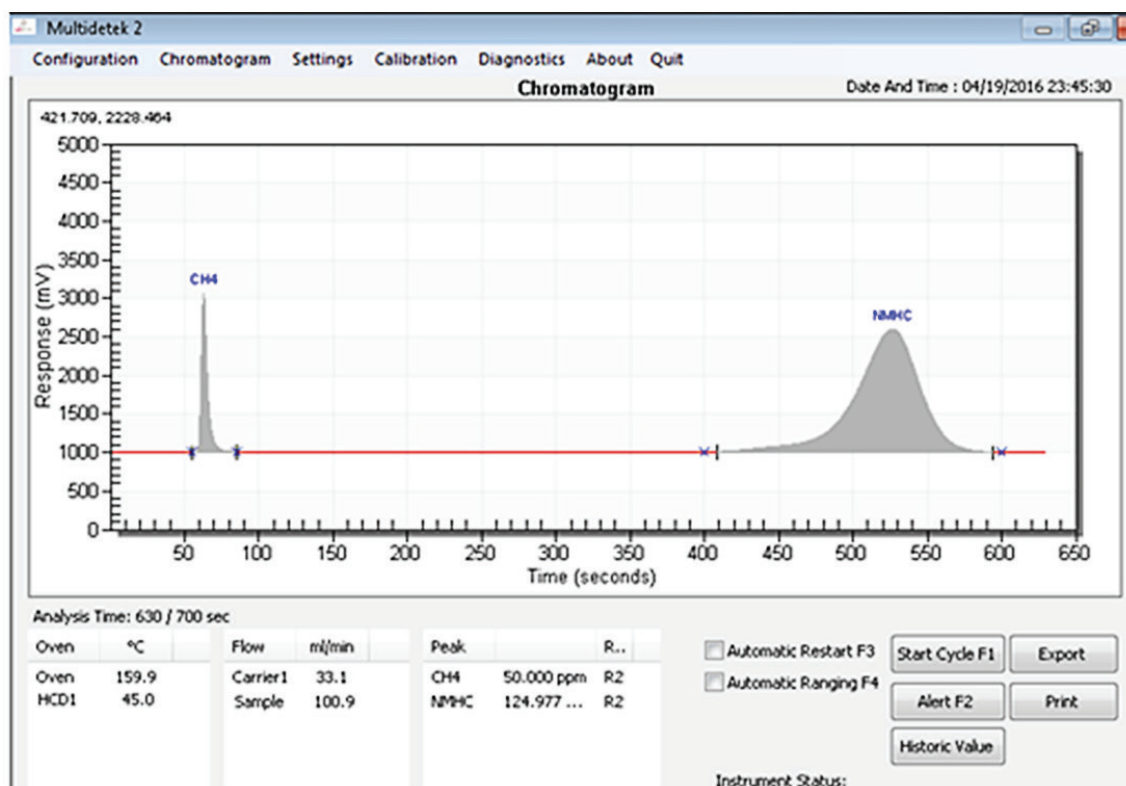 Multidetek 2
Configuration Chromatogram Settings Calibration Diagnostics About Quit
Chromatogram Date And Time : 04/19/2016 23:45:30
421.709, 2228.464
5000
4500
4000
3500
3000
2500
2000
1500
1000
500
0
Response (mV)
CH4
NMHC
50 100 150 200 250 300 350 400 450 500 550 600 650
Time (seconds)
Analysis Time: 630 / 700 sec
Oven °C
Oven 159.9
HCD1 45.0
Flow ml/min
Carrier1 33.1
Sample 100.9
Peak R..
CH4 50.000 ppm R2
NMHC 124.977 ... R2
Automatic Restart F3
Automatic Ranging F4
Start Cycle F1 Export
Alert F2 Print
Historic Value
Instrument Status: